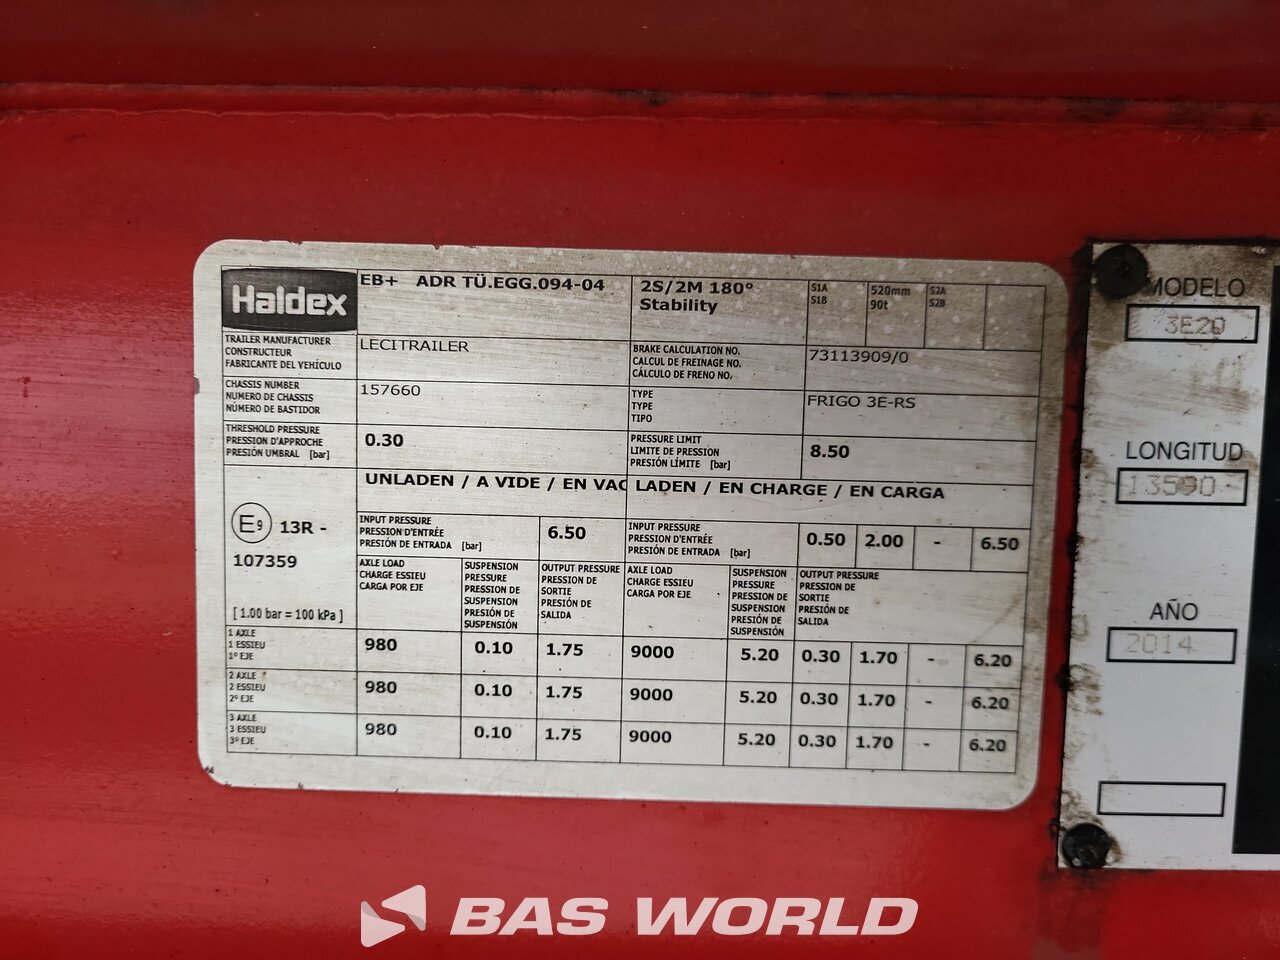 Haldex
EB+ ADR TÜ.EGG.094-04
2S/2M 180°
Stability
S1A
S1B
520mm
90t
S2A
S2B
TRAILER MANUFACTURER
CONSTRUCTEUR
FABRICANTE DEL VEHÍCULO
LECITRAILER
BRAKE CALCULATION NO.
CALCUL DE FREINAGE NO.
CÁLCULO DE FRENO NO.
73113909/0
CHASSIS NUMBER
NUMERO DE CHASSIS
NÚMERO DE BASTIDOR
157660
TYPE
TYPE
TIPO
FRIGO 3E-RS
THRESHOLD PRESSURE
PRESSION D'APPROCHE
PRESIÓN UMBRAL [bar]
0.30
PRESSURE LIMIT
LIMITE DE PRESSION
PRESIÓN LÍMITE [bar]
8.50
UNLADEN / A VIDE / EN VAC
LADEN / EN CHARGE / EN CARGA
E9 13R -
107359
[ 1.00 bar = 100 kPa ]
INPUT PRESSURE
PRESSION D'ENTRÉE
PRESIÓN DE ENTRADA [bar]
6.50
INPUT PRESSURE
PRESSION D'ENTRÉE
PRESIÓN DE ENTRADA [bar]
0.50 2.00 - 6.50
AXLE LOAD
CHARGE ESSIEU
CARGA POR EJE
SUSPENSION
PRESSURE
PRESSION DE
SUSPENSION
PRESIÓN DE
SUSPENSIÓN
OUTPUT PRESSURE
PRESSION DE
SORTIE
PRESIÓN DE
SALIDA
AXLE LOAD
CHARGE ESSIEU
CARGA POR EJE
SUSPENSION
PRESSURE
PRESSION DE
SUSPENSION
PRESIÓN DE
SUSPENSIÓN
OUTPUT PRESSURE
PRESSION DE
SORTIE
PRESIÓN DE
SALIDA
1 AXLE
1 ESSIEU
1º EJE
980 0.10 1.75 9000 5.20 0.30 1.70 - 6.20
2 AXLE
2 ESSIEU
2º EJE
980 0.10 1.75 9000 5.20 0.30 1.70 - 6.20
3 AXLE
3 ESSIEU
3º EJE
980 0.10 1.75 9000 5.20 0.30 1.70 - 6.20
MODELO
3E20
LONGITUD
13590
AÑO
2014
BAS WORLD